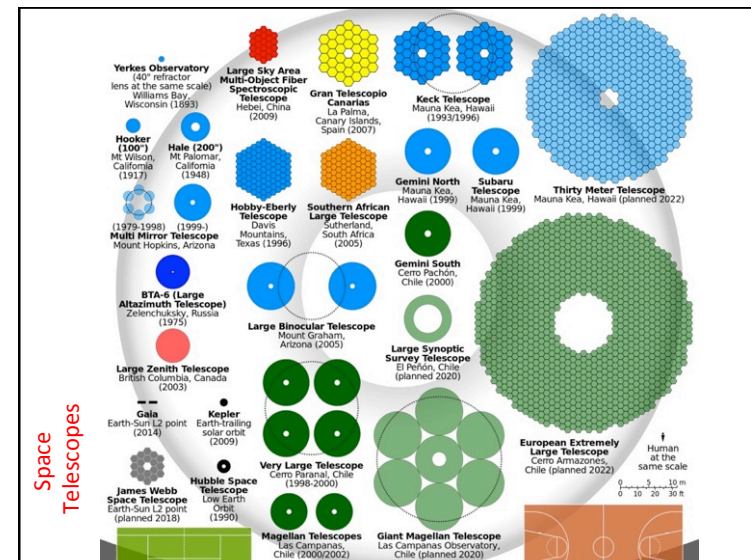 Yerkes Observatory
(40" refractor
lens at the same scale)
Williams Bay,
Wisconsin (1893)
Large Sky Area
Multi-Object Fiber
Spectroscopic
Telescope
Hebei, China
(2009)
Gran Telescopio
Canarias
La Palma,
Canary Islands,
Spain (2007)
Keck Telescope
Mauna Kea, Hawaii
(1993/1996)
Thirty Meter Telescope
Mauna Kea, Hawaii (planned 2022)
Hooker
(100")
Mt Wilson,
California
(1917)
Hale (200")
Mt Palomar,
California
(1948)
(1979-1998) (1999-)
Multi Mirror Telescope
Mount Hopkins, Arizona
Hobby-Eberly
Telescope
Davis
Mountains,
Texas (1996)
Southern African
Large Telescope
Sutherland,
South Africa
(2005)
Gemini North
Mauna Kea,
Hawaii (1999)
Subaru
Telescope
Mauna Kea,
Hawaii (1999)
Gemini South
Cerro Pachón,
Chile (2000)
BTA-6 (Large
Altazimuth Telescope)
Zelenchuksky, Russia
(1975)
Large Binocular Telescope
Mount Graham,
Arizona (2005)
Large Synoptic
Survey Telescope
El Peñón, Chile
(planned 2020)
Large Zenith Telescope
British Columbia, Canada
(2003)
Space
Telescopes
Gaia
Earth-Sun L2 point
(2014)
Kepler
Earth-trailing
solar orbit
(2009)
James Webb
Space Telescope
Earth-Sun L2 point
(planned 2018)
Hubble Space
Telescope
Low Earth
Orbit
(1990)
Very Large Telescope
Cerro Paranal, Chile
(1998-2000)
Magellan Telescopes
Las Campanas,
Chile (2000/2002)
Giant Magellan Telescope
Las Campanas Observatory,
Chile (planned 2020)
European Extremely
Large Telescope
Cerro Armazones,
Chile (planned 2022)
Human
at the
same scale
0 5 10 m
0 10 20 30 ft